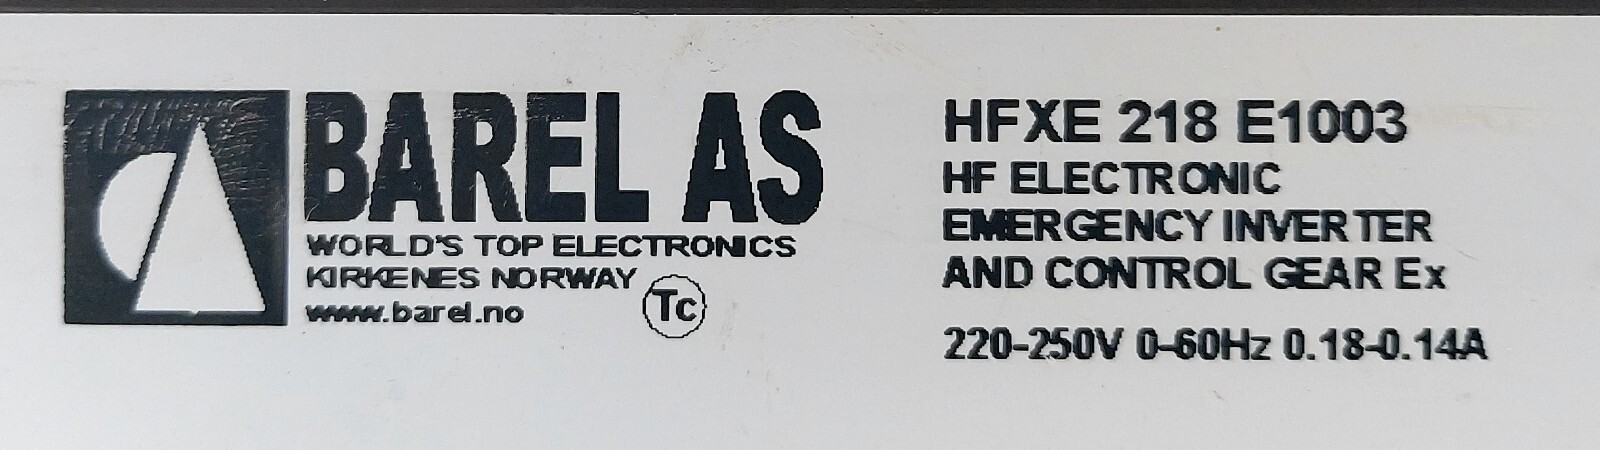 BAREL AS
WORLD'S TOP ELECTRONICS
KIRKENES NORWAY
www.barel.no
Tc
HFXE 218 E1003
HF ELECTRONIC
EMERGENCY INVERTER
AND CONTROL GEAR Ex
220-250V 0-60Hz 0.18-0.14A